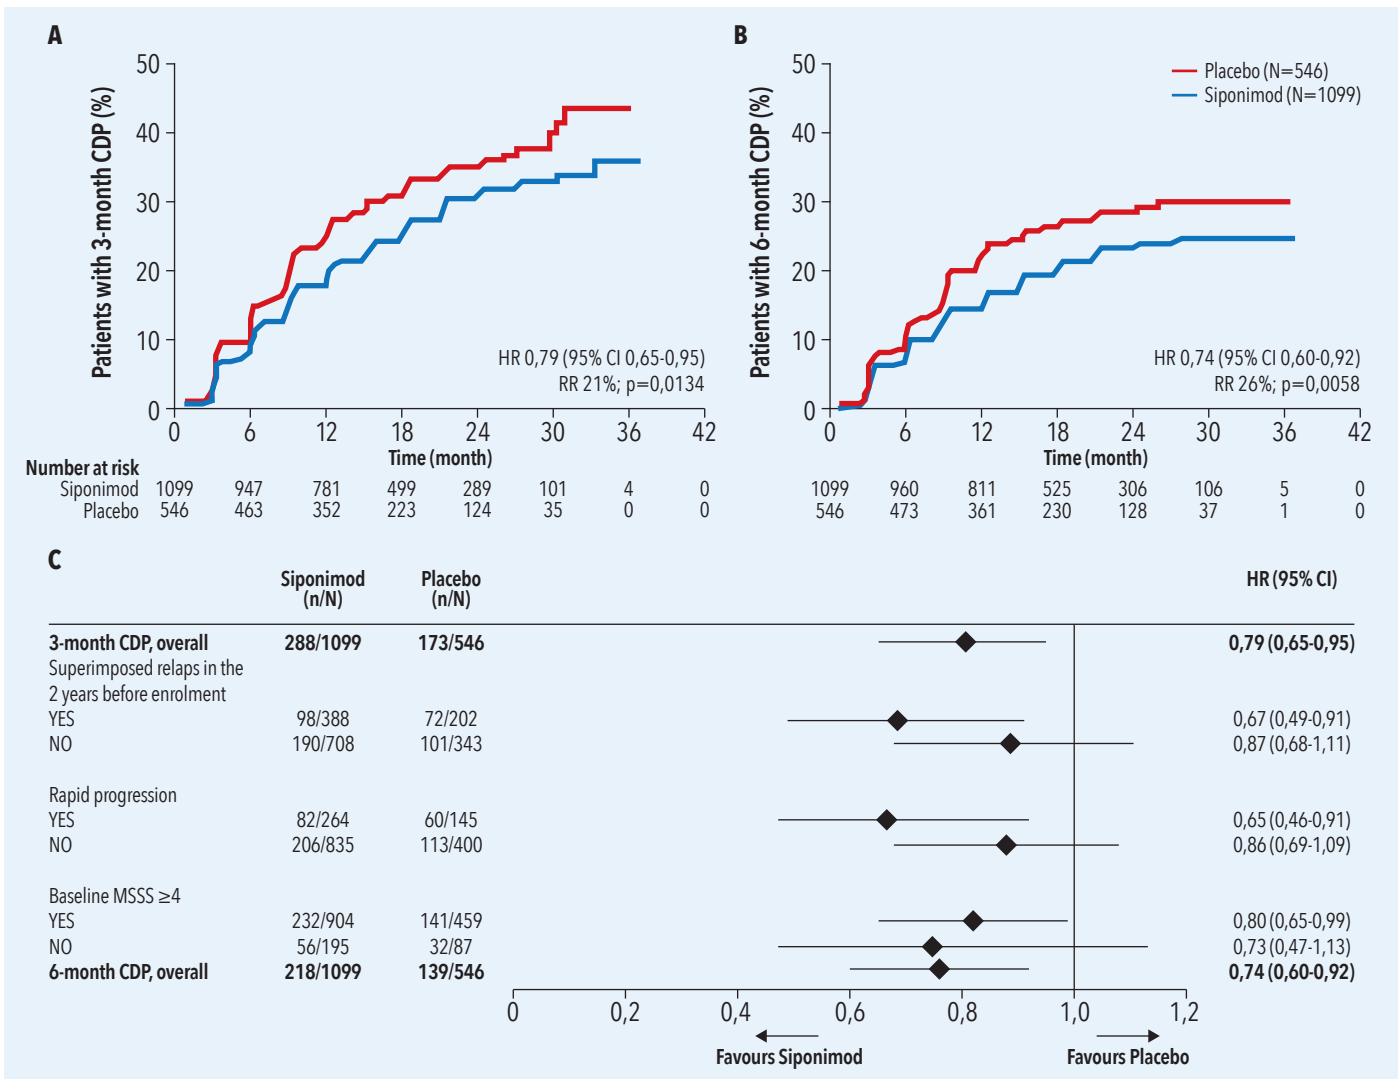 A
Patients with 3-month CDP (%)
50
40
30
20
10
0
HR 0,79 (95% CI 0,65-0,95)
RR 21%; p=0,0134
0 6 12 18 24 30 36 42
Time (month)
Number at risk
Siponimod 1099 947 781 499 289 101 4 0
Placebo 546 463 352 223 124 35 0 0
B
Patients with 6-month CDP (%)
50
40
30
20
10
0
Placebo (N=546)
Siponimod (N=1099)
HR 0,74 (95% CI 0,60-0,92)
RR 26%; p=0,0058
0 6 12 18 24 30 36 42
Time (month)
1099 960 811 525 306 106 5 0
546 473 361 230 128 37 1 0
C
Siponimod (n/N) Placebo (n/N) HR (95% CI)
3-month CDP, overall 288/1099 173/546 0,79 (0,65-0,95)
Superimposed relaps in the
2 years before enrolment
YES 98/388 72/202 0,67 (0,49-0,91)
NO 190/708 101/343 0,87 (0,68-1,11)
Rapid progression
YES 82/264 60/145 0,65 (0,46-0,91)
NO 206/835 113/400 0,86 (0,69-1,09)
Baseline MSSS ≥4
YES 232/904 141/459 0,80 (0,65-0,99)
NO 56/195 32/87 0,73 (0,47-1,13)
6-month CDP, overall 218/1099 139/546 0,74 (0,60-0,92)
0 0,2 0,4 0,6 0,8 1,0 1,2
Favours Siponimod Favours Placebo